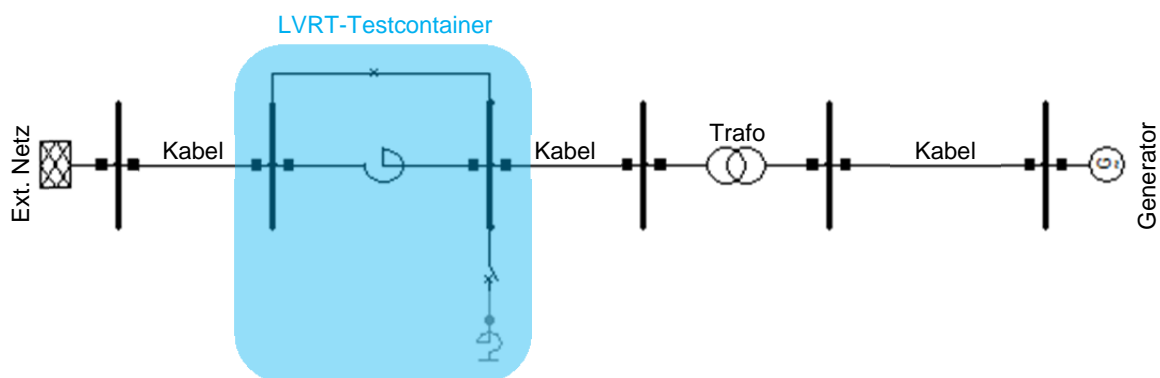 LVRT-Testcontainer
Ext. Netz
Kabel
Kabel
Trafo
Kabel
G
~
Generator